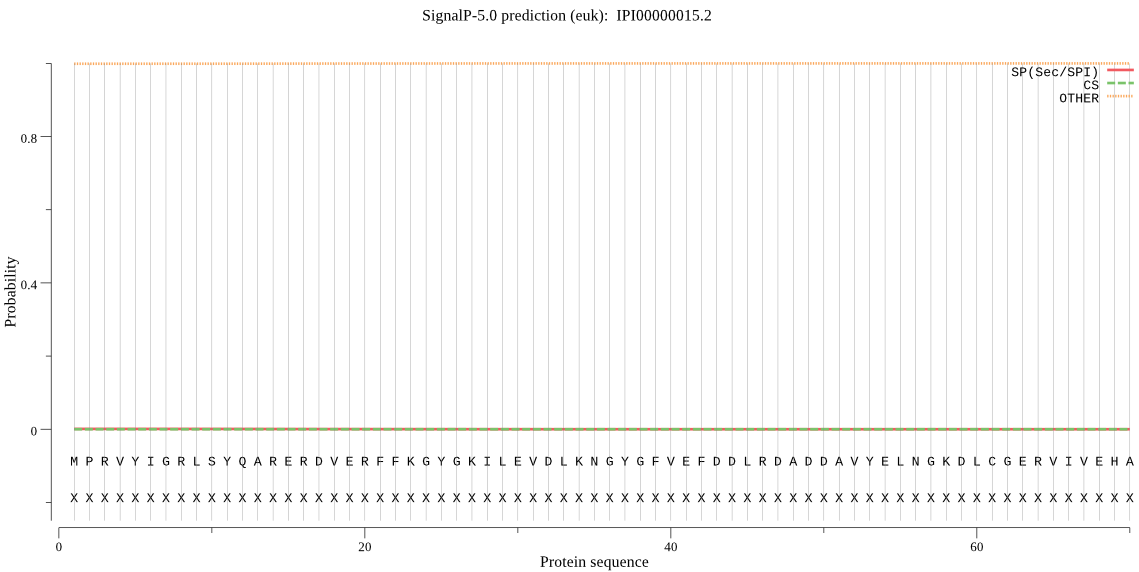 SignalP-5.0 prediction (euk): IPI00000015.2
SP(Sec/SPI)
CS
OTHER
0.8
0.4
0
Probability
M P R V Y I G R L S Y Q A R E R D V E R F F K G Y G K I L E V D L K N G Y G F V E F D D L R D A D D A V Y E L N G K D L C G E R V I V E H A
X X X X X X X X X X X X X X X X X X X X X X X X X X X X X X X X X X X X X X X X X X X X X X X X X X X X X X X X X X X X X X X X X X X X X X
0 20 40 60
Protein sequence